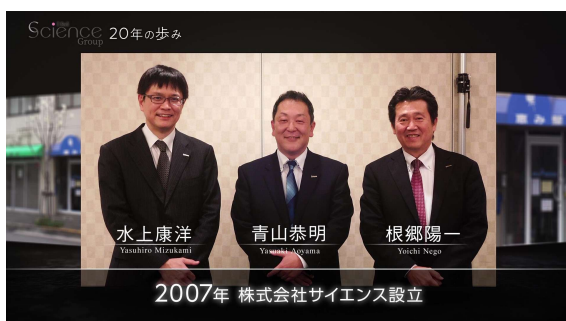 Science
Group
20年の歩み
水上康洋
Yasuhiro Mizukami
青山恭明
Yasuaki Aoyama
根郷陽一
Yoichi Nego
2007年 株式会社サイエンス設立